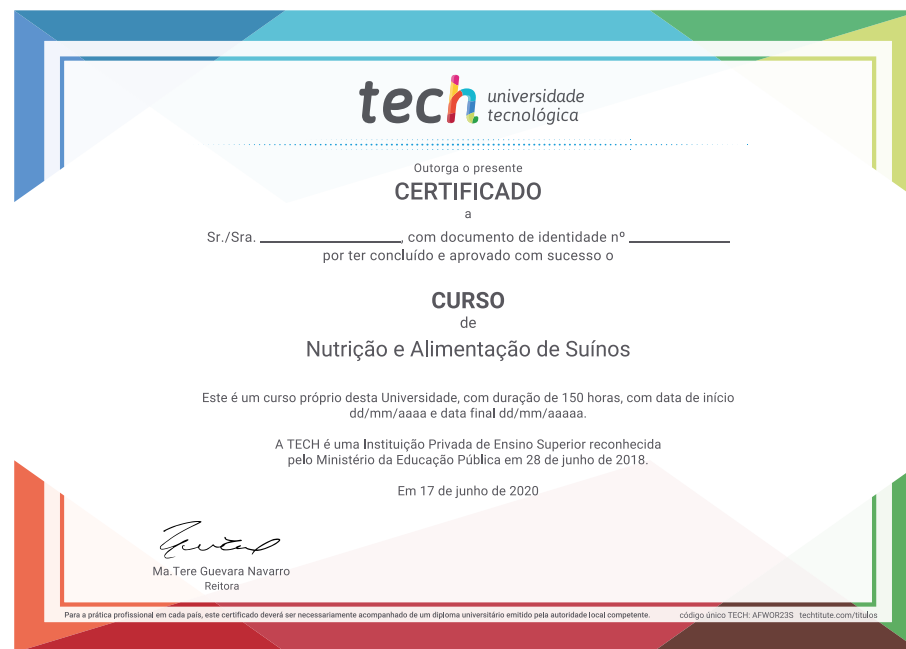 tech universidade
tecnológica
Outorga o presente
CERTIFICADO
a
Sr./Sra. ____________________, com documento de identidade nº ______________
por ter concluído e aprovado com sucesso o
CURSO
de
Nutrição e Alimentação de Suínos
Este é um curso próprio desta Universidade, com duração de 150 horas, com data de início
dd/mm/aaaa e data final dd/mm/aaaaa.
A TECH é uma Instituição Privada de Ensino Superior reconhecida
pelo Ministério da Educação Pública em 28 de junho de 2018.
Em 17 de junho de 2020
Ma.Tere Guevara Navarro
Reitora
Para a prática profissional em cada país, este certificado deverá ser necessariamente acompanhado de um diploma universitário emitido pela autoridade local competente. código único TECH: AFWOR23S techtitute.com/titulos